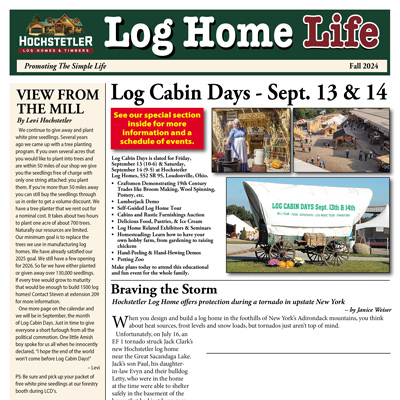 HOCHSTETLER
LOG HOMES & TIMBERS
Log Home Life
Promoting The Simple Life
Fall 2024
VIEW FROM
THE MILL
By Levi Hochstetler
We continue to give away and plant
white pine seedlings. Several years
ago we came up with a tree planting
program. If you own several acres that
you would like to plant into trees and
are within 50 miles of our shop we give
you the seedlings free of charge with
only one string attached: you plant
them. If you're more than 50 miles away
you can still buy the seedlings through
us in order to get a volume discount. We
have a tree planter that we rent out for
a nominal cost. It takes about two hours
to plant one acre of about 700 trees.
Naturally our resources are limited.
Our minimum goal is to replace the
trees we use in manufacturing log
homes. We have already satisfied our
2025 goal. We still have a few opening
for 2026. So far we have either planted
or given away over 130,000 seedlings.
If every tree would grow to maturity
that would be enough to build 1500 log
homes! Contact Steven at extension 209
for more information.
One more page on the calendar and
we will be in September, the month
of Log Cabin Days. Just in time to give
everyone a short furlough from all the
political commotion. One little Amish
boy spoke for us all when he innocently
declared, "I hope the end of the world
won't come before Log Cabin Days!"
– Levi
PS: Be sure and pick up your packet of
free white pine seedlings at our forestry
booth during LCD's.
Log Cabin Days - Sept. 13 & 14
See our special section
inside for more
information and a
schedule of events.
Log Cabin Days is slated for Friday,
September 13 (10-6) & Saturday,
September 14 (9-5) at Hochstetler
Log Homes, 552 SR 95, Loudonville, Ohio.
• Craftsmen Demonstrating 19th Century
Trades like Broom Making, Wool Spinning,
Pottery, etc.
• Lumberjack Demo
• Self-Guided Log Home Tour
• Cabins and Rustic Furnishings Auction
• Delicious Food, Pastries, & Ice Cream
• Log Home Related Exhibitors & Seminars
• Homesteading: Learn how to have your
own hobby farm, from gardening to raising
chickens
• Hand-Peeling & Hand-Hewing Demos
• Petting Zoo
Make plans today to attend this educational
and fun event for the whole family.
LOG CABIN DAYS Sept. 13th & 14th
Braving the Storm
Hochstetler Log Home offers protection during a tornado in upstate New York
– by Janice Weiser
When you design and build a log home in the foothills of New York's Adirondack mountains, you think
about heat sources, frost levels and snow loads, but tornados just aren't top of mind.
Unfortunately, on July 16, an
EF 1 tornado struck Jack Clark's
new Hochstetler log home
near the Great Sacandaga Lake.
Jack's son Paul, his daughter-
in-law Evyn and their bulldog
Letty, who were in the home
at the time were able to shelter
safely in the basement of the